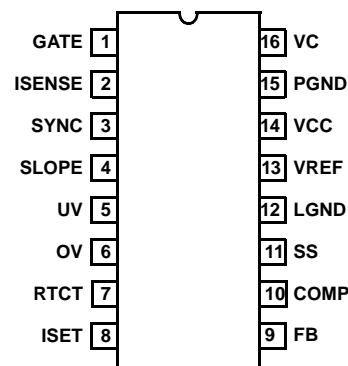 GATE 1 16 VC
ISENSE 2 15 PGND
SYNC 3 14 VCC
SLOPE 4 13 VREF
UV 5 12 LGND
OV 6 11 SS
RTCT 7 10 COMP
ISET 8 9 FB